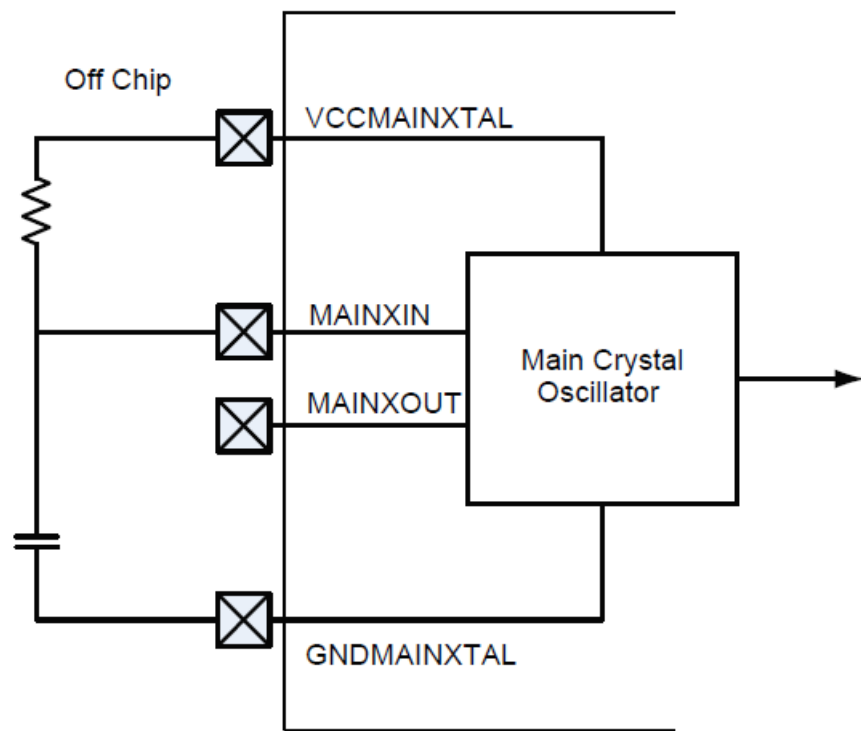 Off Chip
VCCMAINXTAL
MAINXIN
MAINXOUT
Main Crystal
Oscillator
GNDMAINXTAL